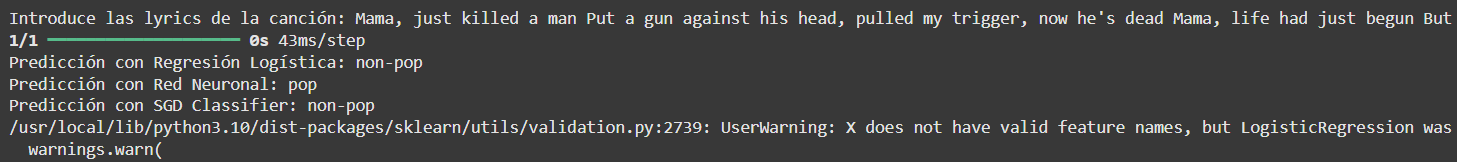 Introduce las lyrics de la canción: Mama, just killed a man Put a gun against his head, pulled my trigger, now he's dead Mama, life had just begun But
1/1 ━━━━━━━━━━━━━━━━━━━━ 0s 43ms/step
Predicción con Regresión Logística: non-pop
Predicción con Red Neuronal: pop
Predicción con SGD Classifier: non-pop
/usr/local/lib/python3.10/dist-packages/sklearn/utils/validation.py:2739: UserWarning: X does not have valid feature names, but LogisticRegression was
warnings.warn(